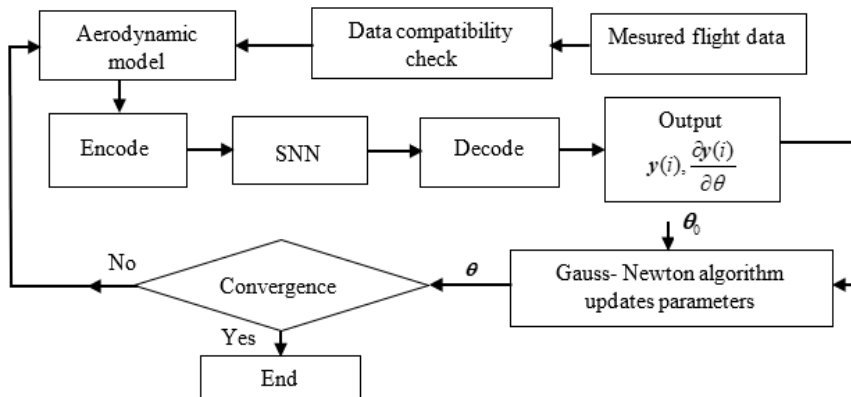 Aerodynamic
model
Data compatibility
check
Mesured flight data
Encode
SNN
Decode
Output
y(i), ∂y(i)/∂θ
θ₀
Gauss- Newton algorithm
updates parameters
θ
Convergence
No
Yes
End